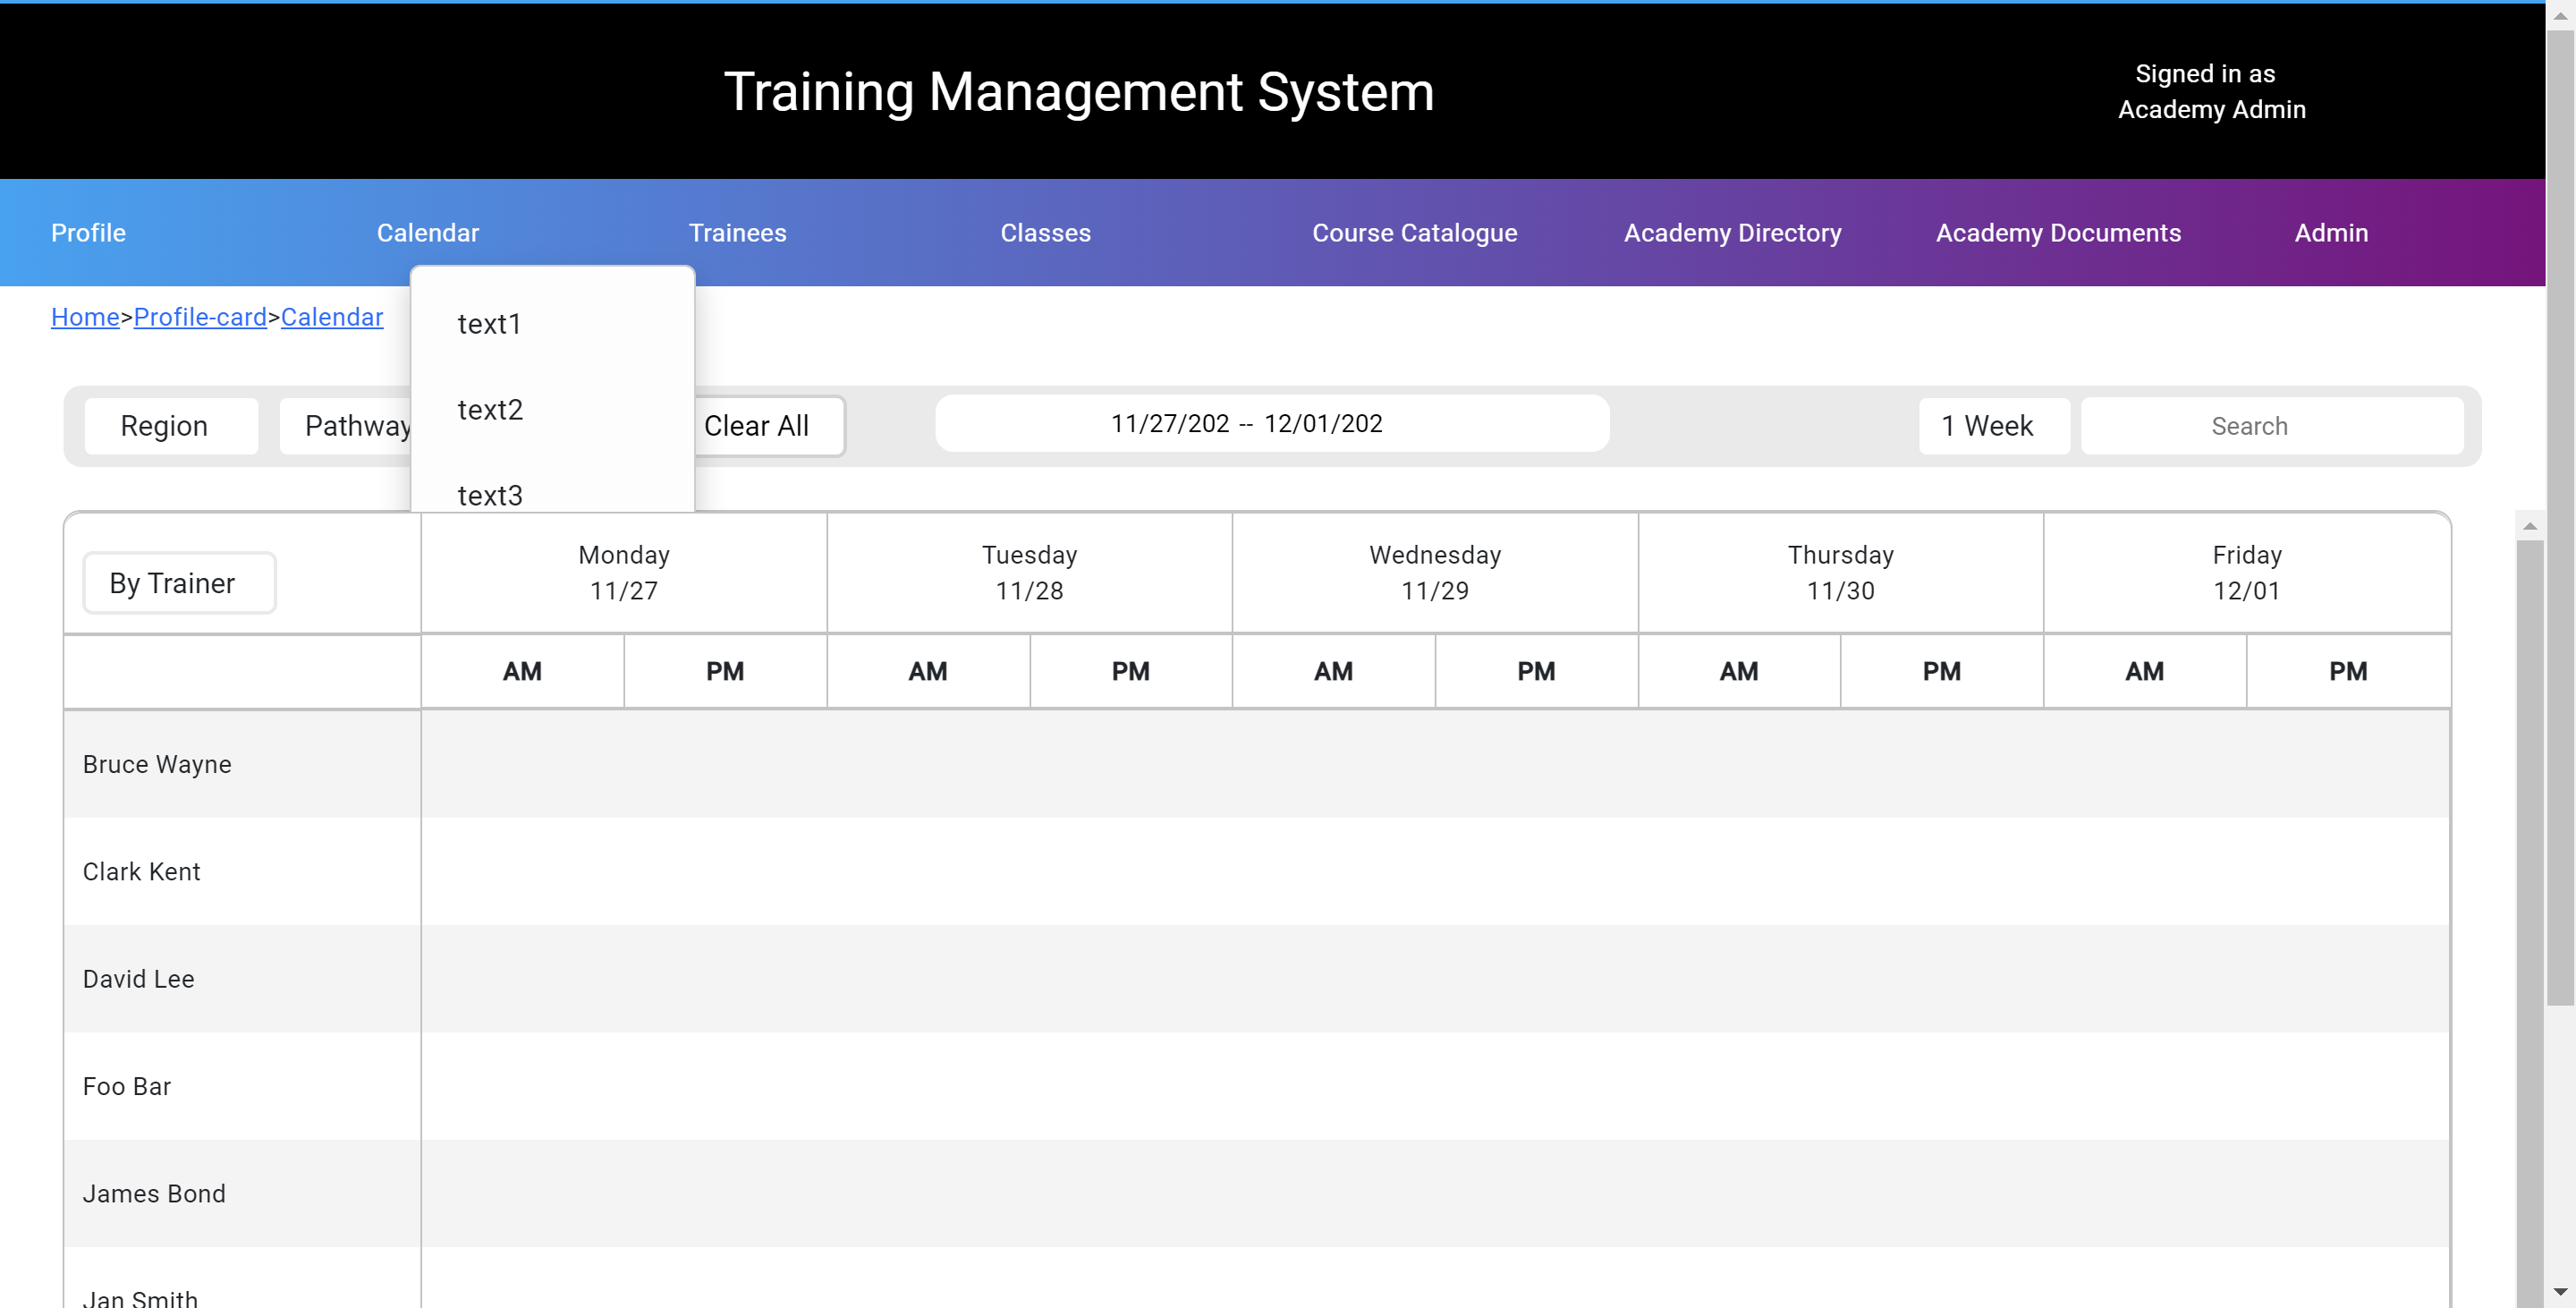 Training Management System
Signed in as
Academy Admin
Profile Calendar Trainees Classes Course Catalogue Academy Directory Academy Documents Admin
Home>Profile-card>Calendar
text1
text2
text3
Region Pathway Clear All 11/27/202 -- 12/01/202 1 Week Search
By Trainer
Monday Tuesday Wednesday Thursday Friday
11/27 11/28 11/29 11/30 12/01
AM PM AM PM AM PM AM PM AM PM
Bruce Wayne
Clark Kent
David Lee
Foo Bar
James Bond
Jan Smith